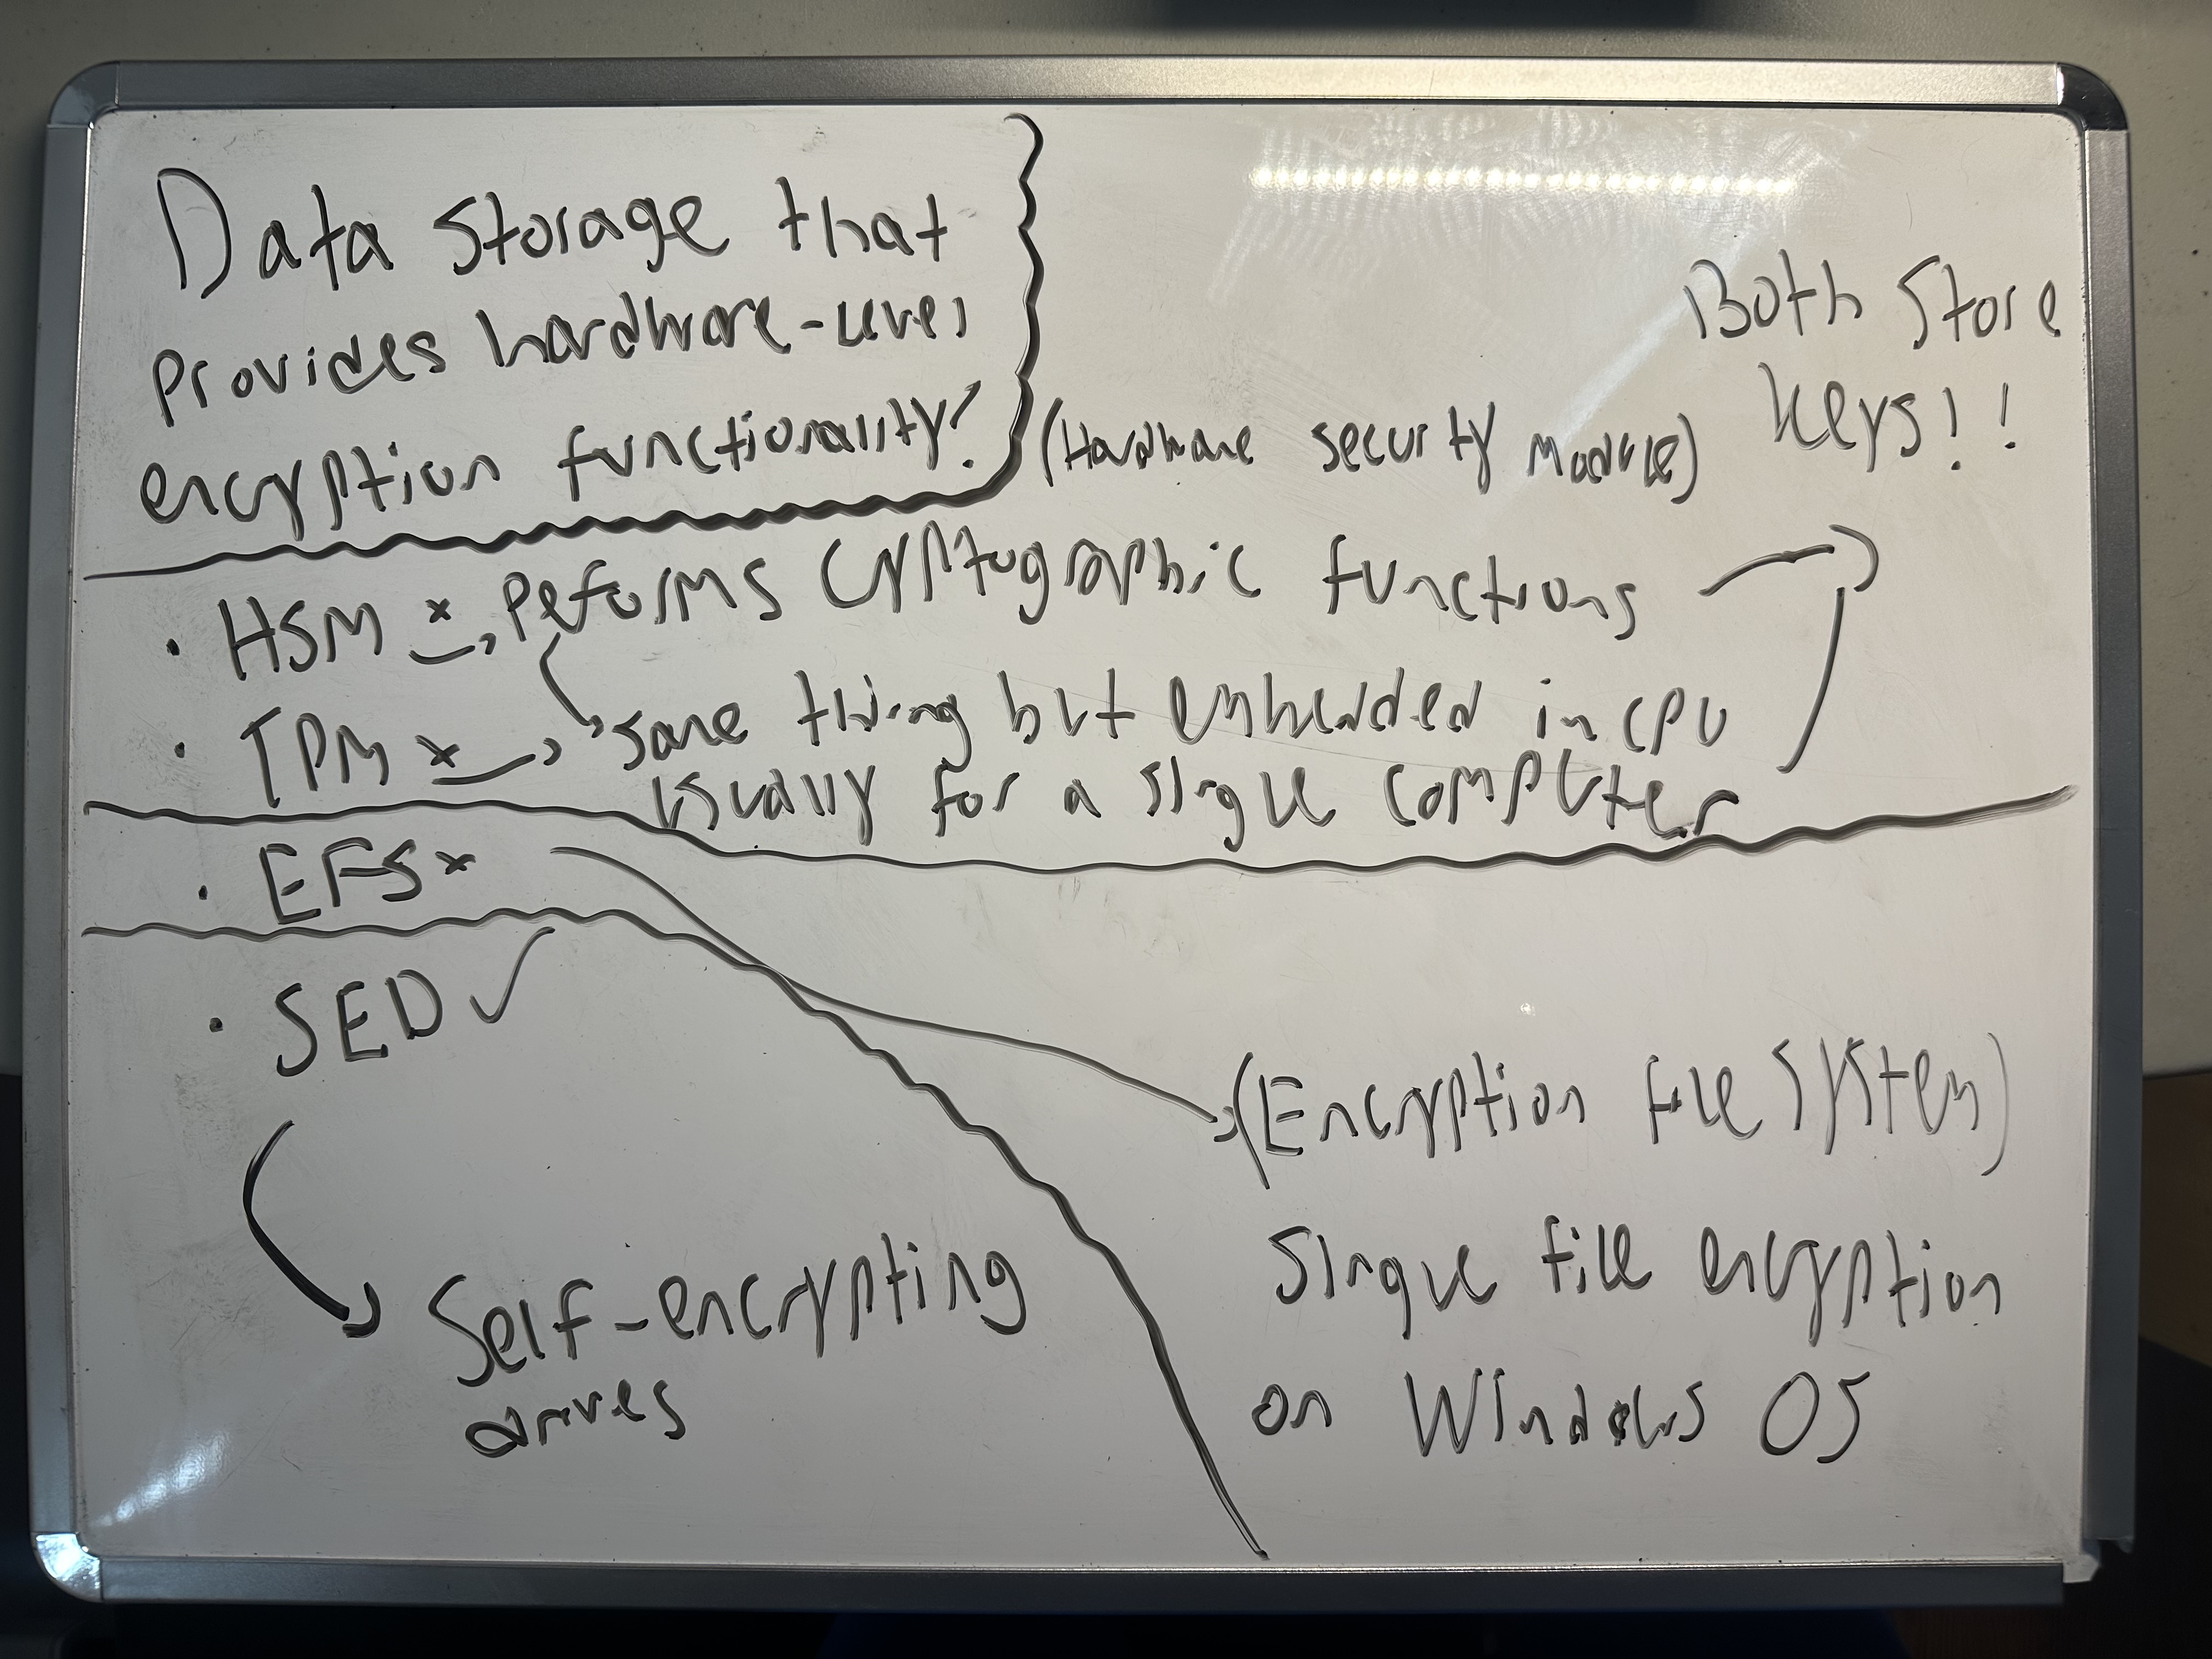 Data Storage that
Provides hardware-level
encryption functionality?
Both Store
keys!!
(Hardware security module)
• HSM x → Peforms Cryptographic functions
• TPM x → same thing but embedded in CPU
usually for a single computer
• EFS x
• SED ✓
(Encryption file system)
Single file encryption
on Windows OS
Self-encrypting
drives